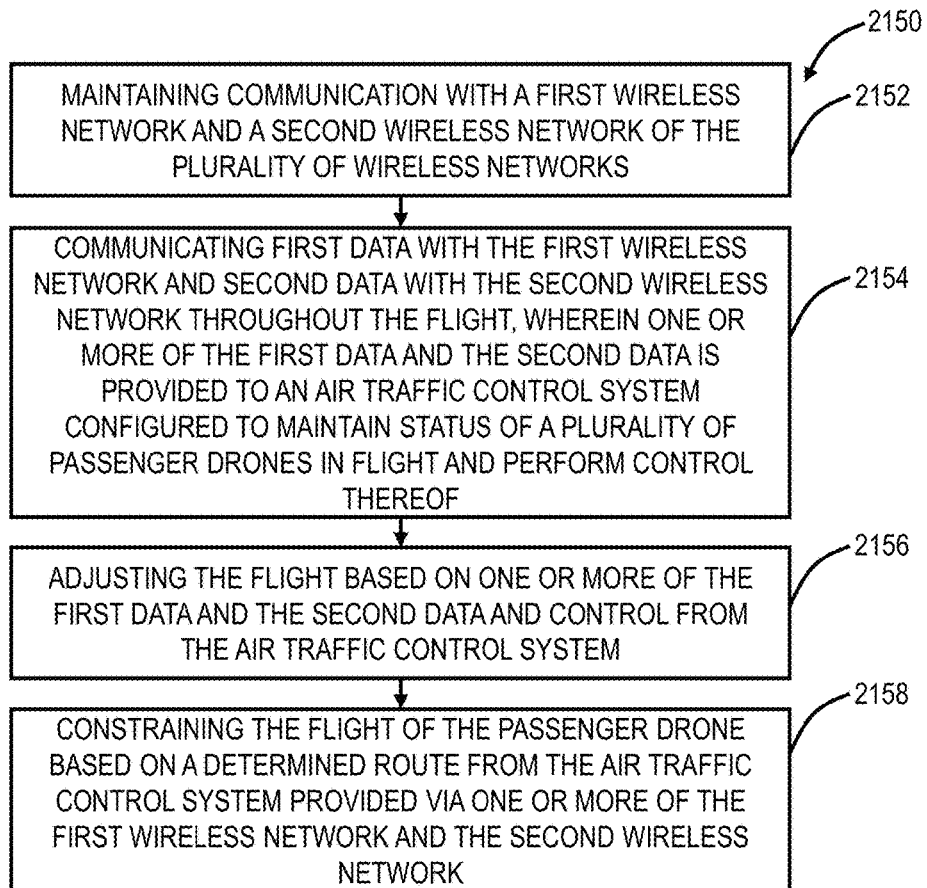 2150
MAINTAINING COMMUNICATION WITH A FIRST WIRELESS
NETWORK AND A SECOND WIRELESS NETWORK OF THE
PLURALITY OF WIRELESS NETWORKS
2152
COMMUNICATING FIRST DATA WITH THE FIRST WIRELESS
NETWORK AND SECOND DATA WITH THE SECOND WIRELESS
NETWORK THROUGHOUT THE FLIGHT, WHEREIN ONE OR
MORE OF THE FIRST DATA AND THE SECOND DATA IS
PROVIDED TO AN AIR TRAFFIC CONTROL SYSTEM
CONFIGURED TO MAINTAIN STATUS OF A PLURALITY OF
PASSENGER DRONES IN FLIGHT AND PERFORM CONTROL
THEREOF
2154
ADJUSTING THE FLIGHT BASED ON ONE OR MORE OF THE
FIRST DATA AND THE SECOND DATA AND CONTROL FROM
THE AIR TRAFFIC CONTROL SYSTEM
2156
CONSTRAINING THE FLIGHT OF THE PASSENGER DRONE
BASED ON A DETERMINED ROUTE FROM THE AIR TRAFFIC
CONTROL SYSTEM PROVIDED VIA ONE OR MORE OF THE
FIRST WIRELESS NETWORK AND THE SECOND WIRELESS
NETWORK
2158